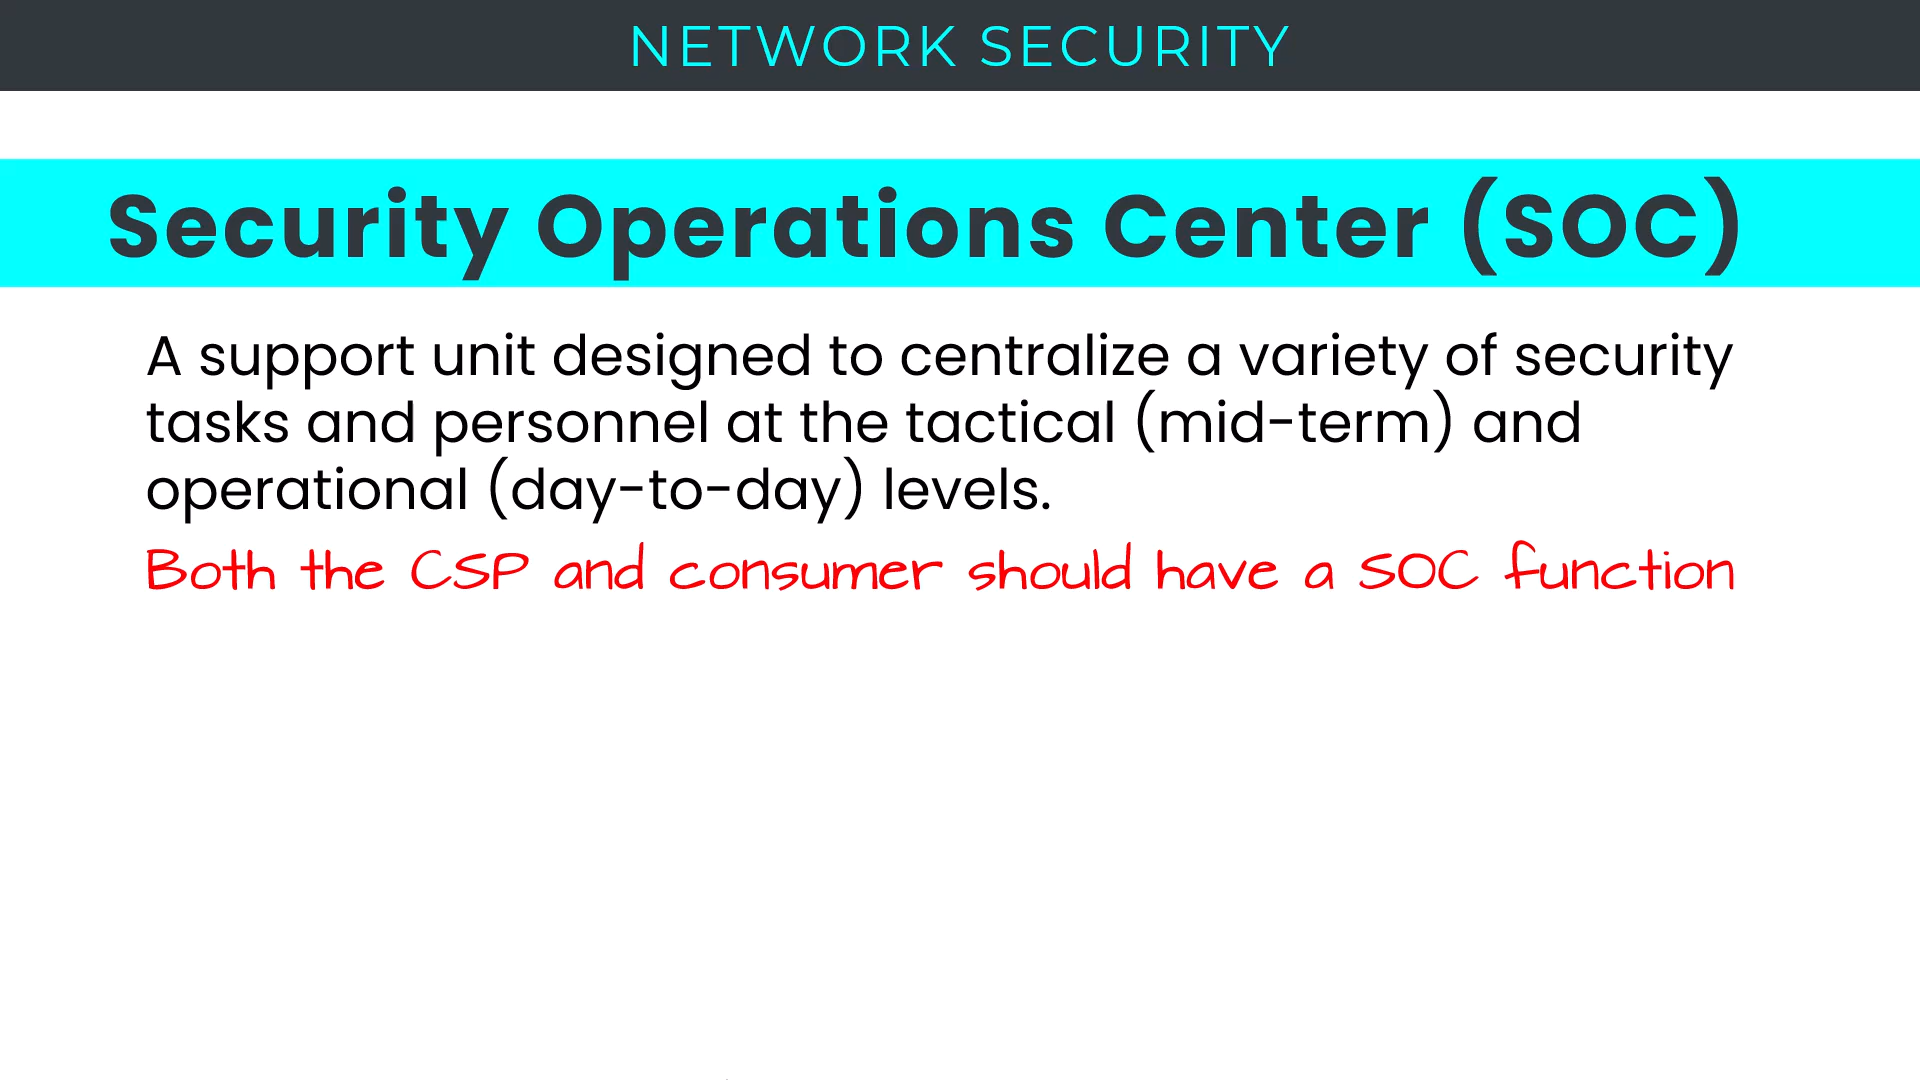 NETWORK SECURITY
Security Operations Center (SOC)
A support unit designed to centralize a variety of security
tasks and personnel at the tactical (mid-term) and
operational (day-to-day) levels.
Both the CSP and consumer should have a SOC function